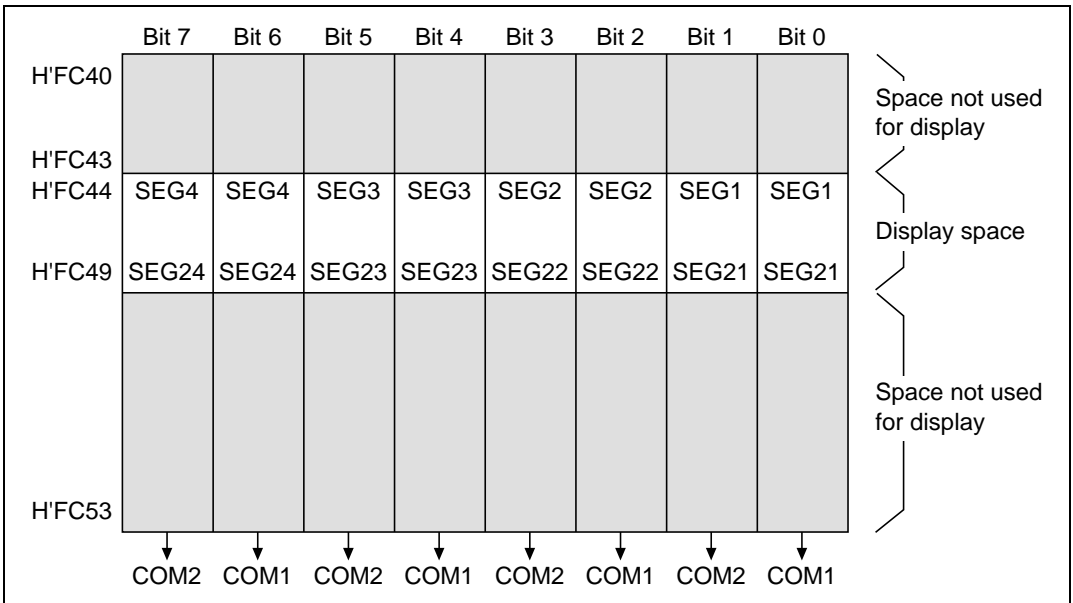 Bit 7 Bit 6 Bit 5 Bit 4 Bit 3 Bit 2 Bit 1 Bit 0
H'FC40
Space not used
for display
H'FC43
H'FC44 SEG4 SEG4 SEG3 SEG3 SEG2 SEG2 SEG1 SEG1
Display space
H'FC49 SEG24 SEG24 SEG23 SEG23 SEG22 SEG22 SEG21 SEG21
Space not used
for display
H'FC53
COM2 COM1 COM2 COM1 COM2 COM1 COM2 COM1